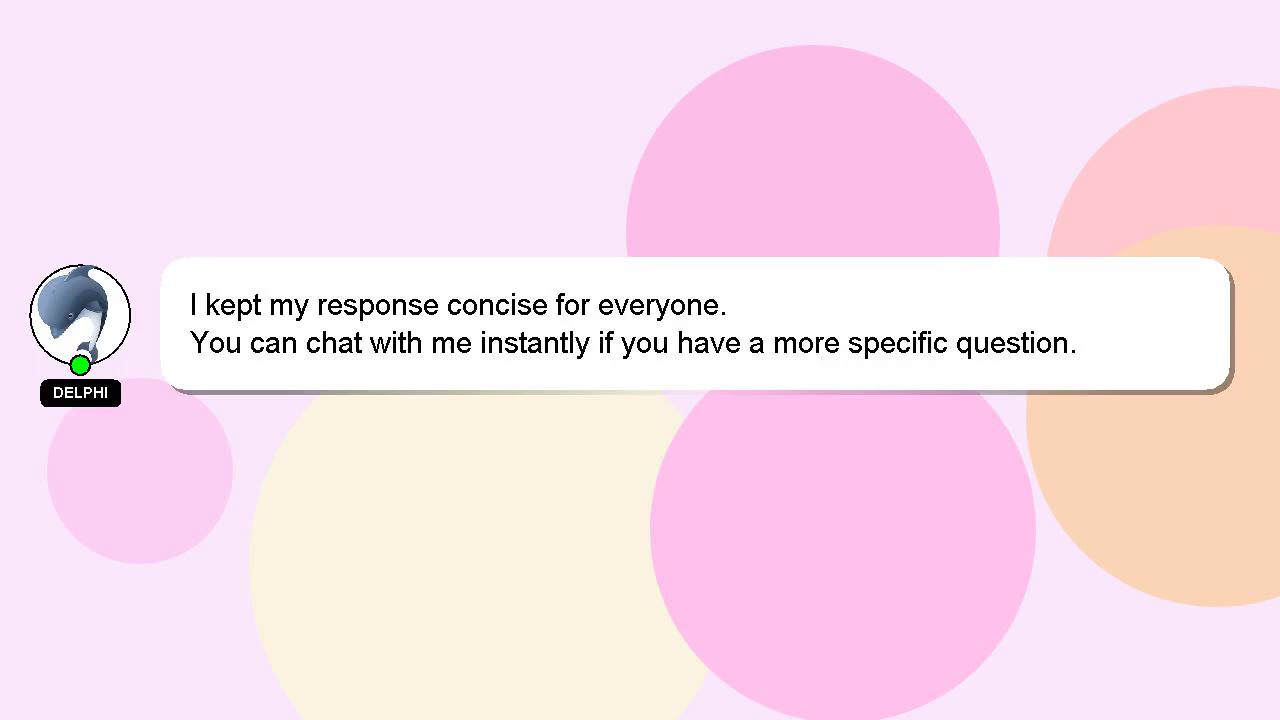 I kept my response concise for everyone.
You can chat with me instantly if you have a more specific question.
DELPHI